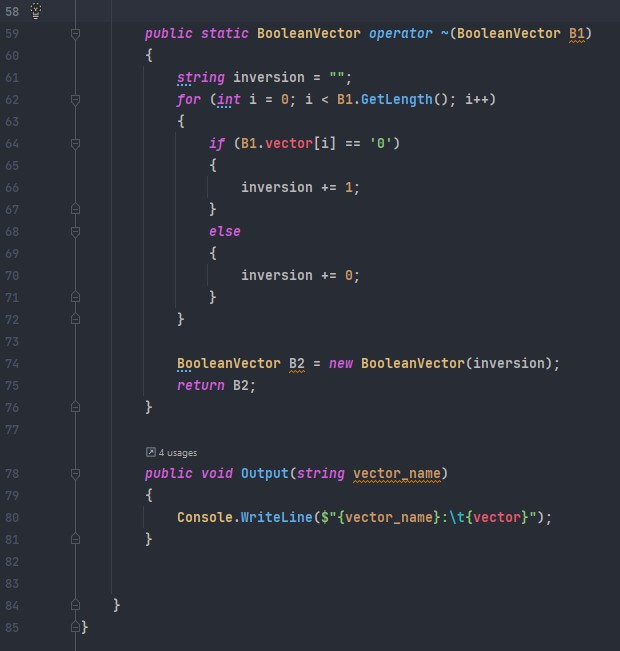 58
59 public static BooleanVector operator ~(BooleanVector B1)
60 {
61 string inversion = "";
62 for (int i = 0; i < B1.GetLength(); i++)
63 {
64 if (B1.vector[i] == '0')
65 {
66 inversion += 1;
67 }
68 else
69 {
70 inversion += 0;
71 }
72 }
73
74 BooleanVector B2 = new BooleanVector(inversion);
75 return B2;
76 }
77
4 usages
78 public void Output(string vector_name)
79 {
80 Console.WriteLine($"{vector_name}:\t{vector}");
81 }
82
83
84 }
85 }